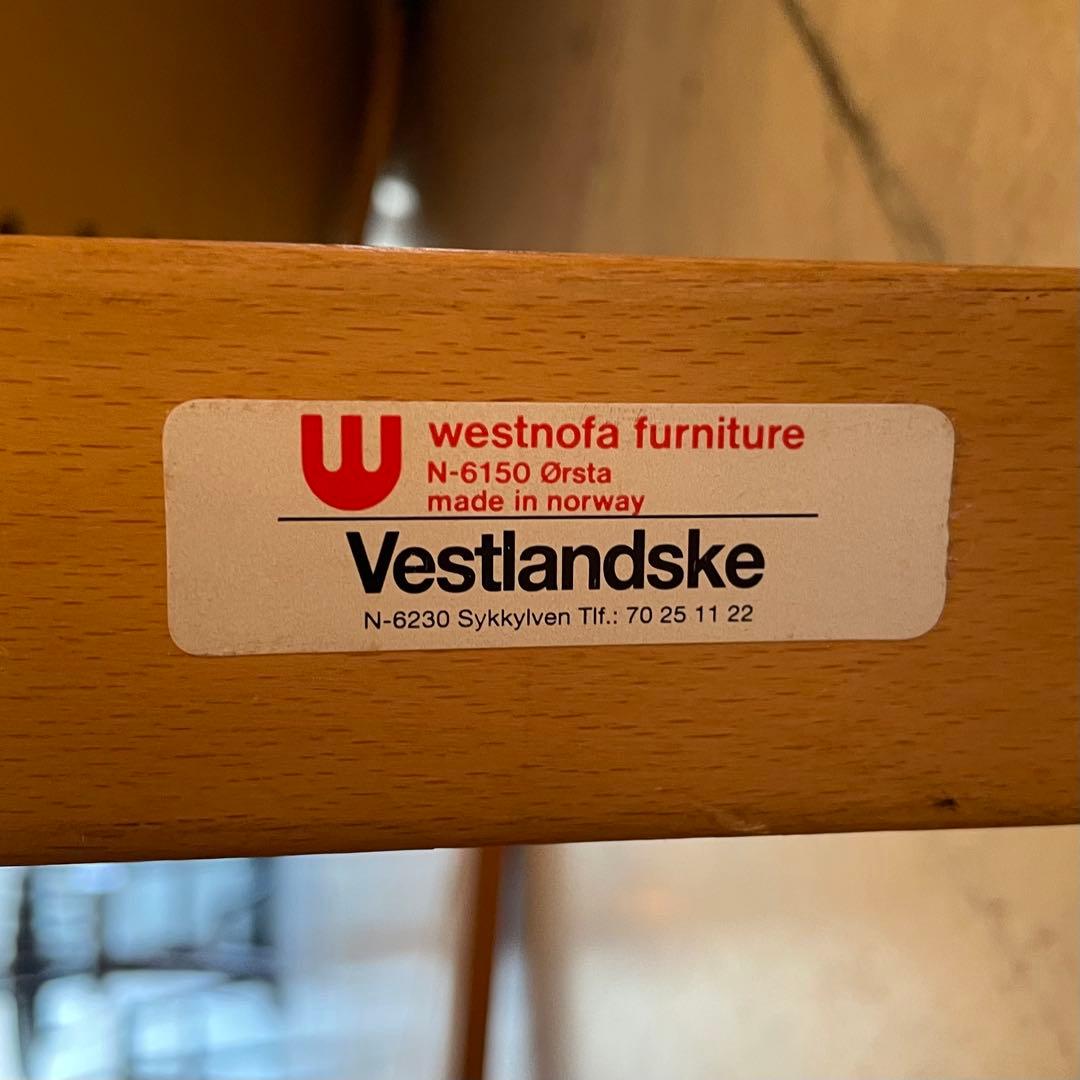 W westnofa furniture
N-6150 Ørsta
made in norway
Vestlandske
N-6230 Sykkylven Tlf.: 70 25 11 22